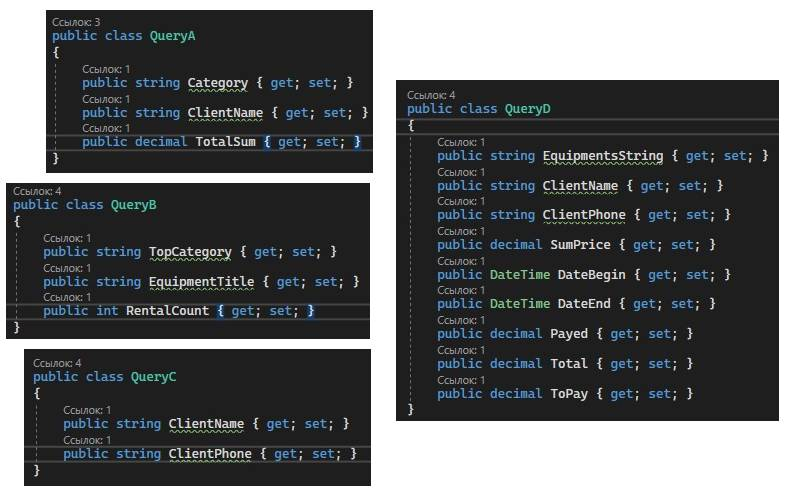 Ссылок: 3
public class QueryA
{
Ссылок: 1
public string Category { get; set; }
Ссылок: 1
public string ClientName { get; set; }
Ссылок: 1
public decimal TotalSum { get; set; }
}
Ссылок: 4
public class QueryB
{
Ссылок: 1
public string TopCategory { get; set; }
Ссылок: 1
public string EquipmentTitle { get; set; }
Ссылок: 1
public int RentalCount { get; set; }
}
Ссылок: 4
public class QueryC
{
Ссылок: 1
public string ClientName { get; set; }
Ссылок: 1
public string ClientPhone { get; set; }
}
Ссылок: 4
public class QueryD
{
Ссылок: 1
public string EquipmentsString { get; set; }
Ссылок: 1
public string ClientName { get; set; }
Ссылок: 1
public string ClientPhone { get; set; }
Ссылок: 1
public decimal SumPrice { get; set; }
Ссылок: 1
public DateTime DateBegin { get; set; }
Ссылок: 1
public DateTime DateEnd { get; set; }
Ссылок: 1
public decimal Payed { get; set; }
Ссылок: 1
public decimal Total { get; set; }
Ссылок: 1
public decimal ToPay { get; set; }
}